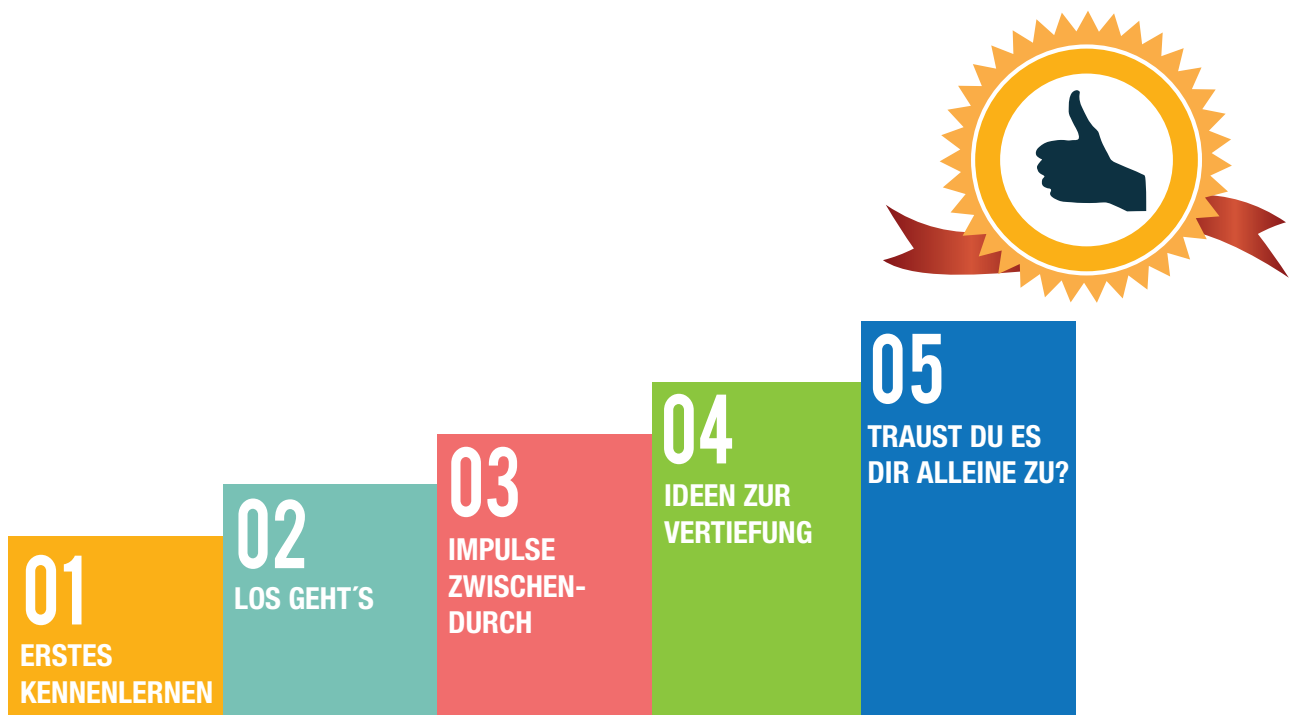 01
ERSTES
KENNENLERNEN
02
LOS GEHT´S
03
IMPULSE
ZWISCHEN-
DURCH
04
IDEEN ZUR
VERTIEFUNG
05
TRAUST DU ES
DIR ALLEINE ZU?